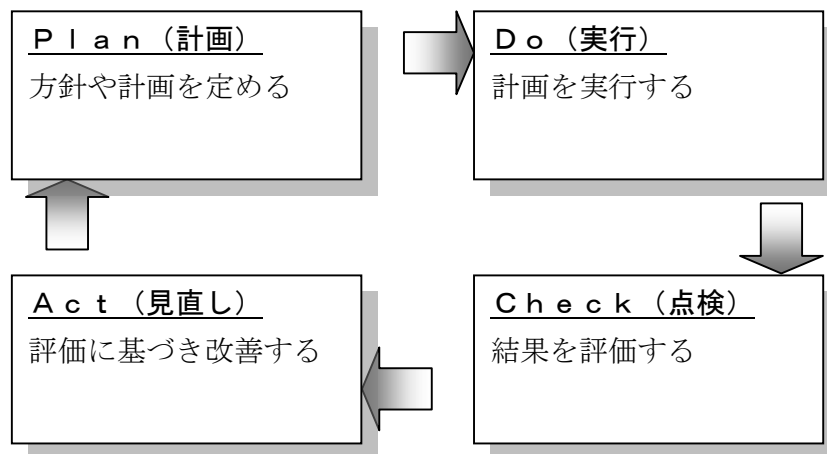 Ｐｌａｎ（計画）
方針や計画を定める
Ｄｏ（実行）
計画を実行する
Ａｃｔ（見直し）
評価に基づき改善する
Ｃｈｅｃｋ（点検）
結果を評価する